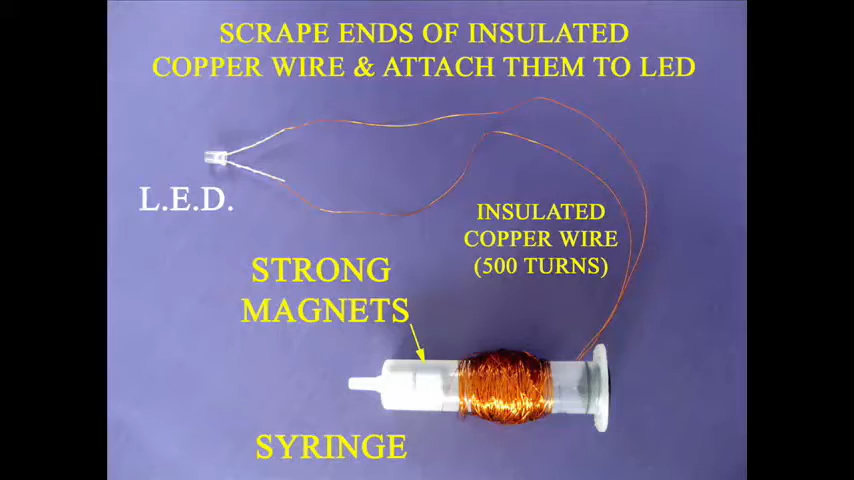 SCRAPE ENDS OF INSULATED
COPPER WIRE & ATTACH THEM TO LED
L.E.D.
INSULATED
COPPER WIRE
(500 TURNS)
STRONG
MAGNETS
SYRINGE